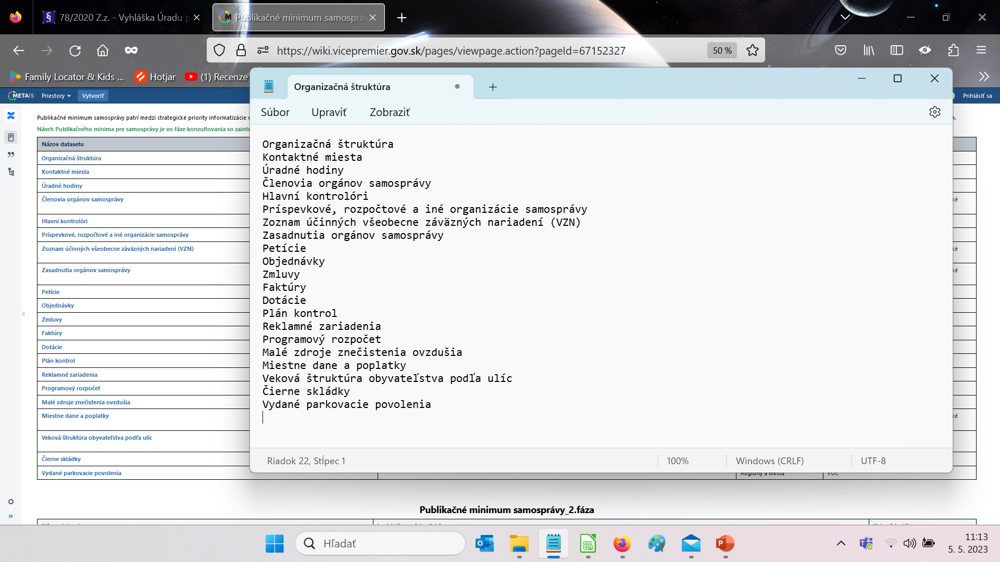 78/2020 Z.z. - Vyhláška Úradu p
Publikačné minimum samosprá
https://wiki.vicepremier.gov.sk/pages/viewpage.action?pageId=67152327
50 %
Family Locator & Kids ...
Hotjar
(1) Recenze
METAIS
Priestory
Vytvoriť
Prihlásiť sa
Publikačné minimum samosprávy patrí medzi strategické priority informatizácie
Návrh Publikačného minima pre samosprávy je vo fáze konzultovania so
Názov datasetu
Organizačná štruktúra
Kontaktné miesta
Úradné hodiny
Členovia orgánov samosprávy
Hlavní kontrolóri
Príspevkové, rozpočtové a iné organizácie samosprávy
Zoznam účinných všeobecne záväzných nariadení (VZN)
Zasadnutia orgánov samosprávy
Petície
Objednávky
Zmluvy
Faktúry
Dotácie
Plán kontrol
Reklamné zariadenia
Programový rozpočet
Malé zdroje znečistenia ovzdušia
Miestne dane a poplatky
Veková štruktúra obyvateľstva podľa ulíc
Čierne skládky
Vydané parkovacie povolenia
Regióny a mestá
VÚC
Publikačné minimum samosprávy_2.fáza
Organizačná štruktúra
Súbor
Upraviť
Zobraziť
Organizačná štruktúra
Kontaktné miesta
Úradné hodiny
Členovia orgánov samosprávy
Hlavní kontrolóri
Príspevkové, rozpočtové a iné organizácie samosprávy
Zoznam účinných všeobecne záväzných nariadení (VZN)
Zasadnutia orgánov samosprávy
Petície
Objednávky
Zmluvy
Faktúry
Dotácie
Plán kontrol
Reklamné zariadenia
Programový rozpočet
Malé zdroje znečistenia ovzdušia
Miestne dane a poplatky
Veková štruktúra obyvateľstva podľa ulíc
Čierne skládky
Vydané parkovacie povolenia
Riadok 22, Stĺpec 1
100%
Windows (CRLF)
UTF-8
Hľadať
11:13
5. 5. 2023